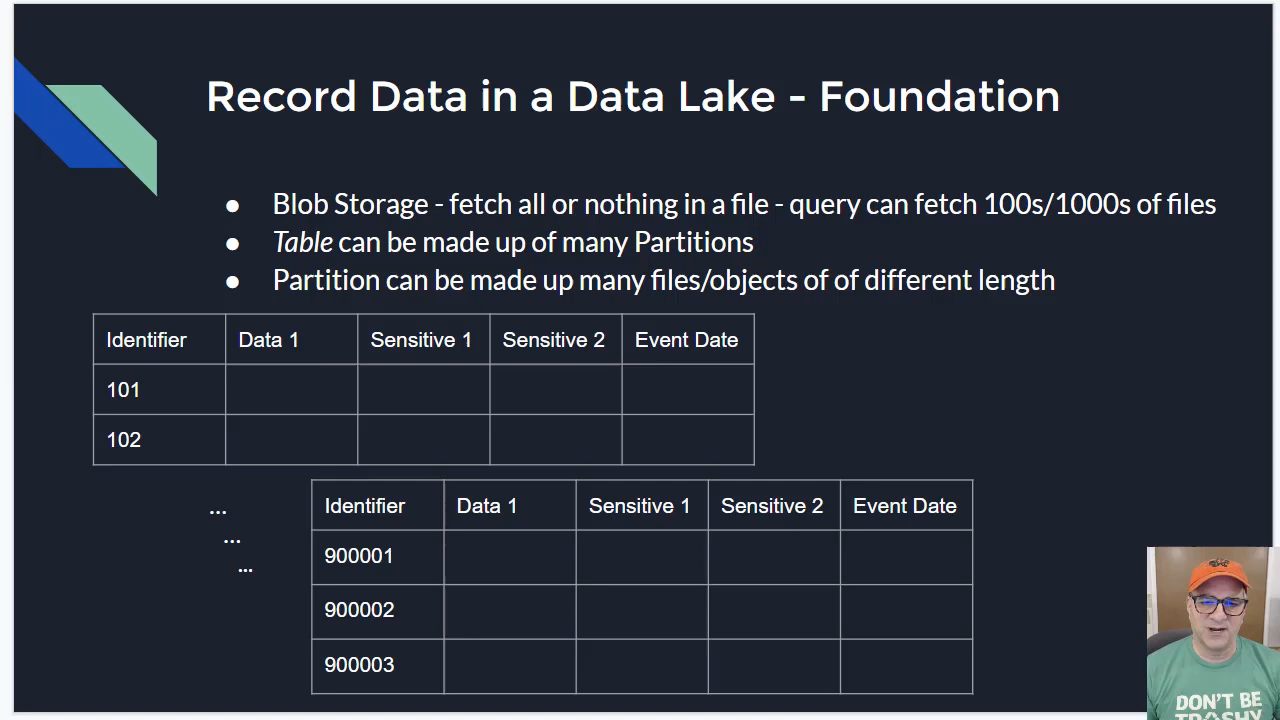 Record Data in a Data Lake - Foundation
● Blob Storage - fetch all or nothing in a file - query can fetch 100s/1000s of files
● Table can be made up of many Partitions
● Partition can be made up many files/objects of of different length
Identifier Data 1 Sensitive 1 Sensitive 2 Event Date
101
102
...
...
...
Identifier Data 1 Sensitive 1 Sensitive 2 Event Date
900001
900002
900003
DON'T BE
TRASHY